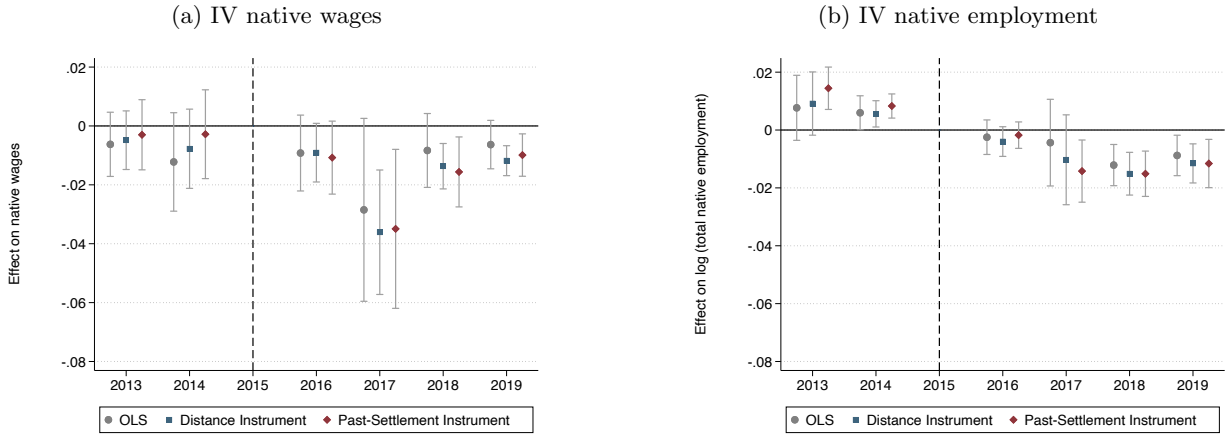 (a) IV native wages
Effect on native wages
.02
0
-.02
-.04
-.06
-.08
2013 2014 2015 2016 2017 2018 2019
OLS Distance Instrument Past-Settlement Instrument
(b) IV native employment
Effect on log (total native employment)
.02
0
-.02
-.04
-.06
-.08
2013 2014 2015 2016 2017 2018 2019
OLS Distance Instrument Past-Settlement Instrument